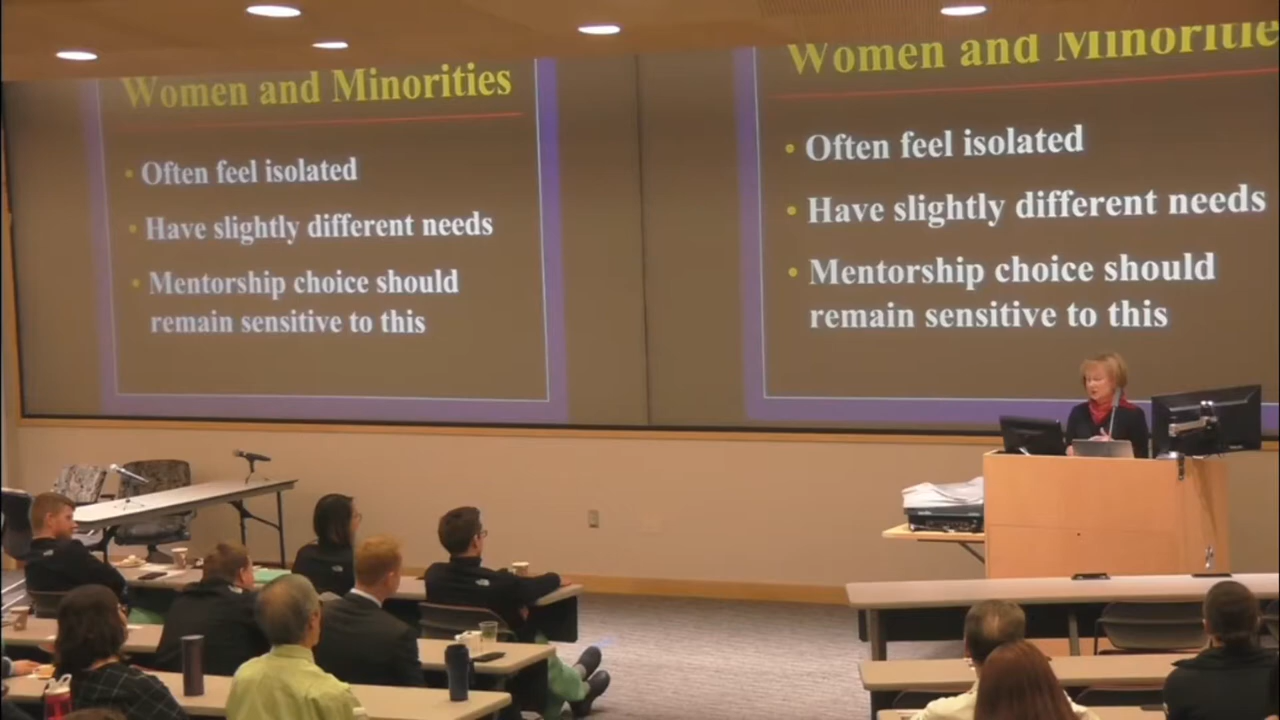 Women and Minorities
• Often feel isolated
• Have slightly different needs
• Mentorship choice should
remain sensitive to this
Women and Minoritie
• Often feel isolated
• Have slightly different needs
• Mentorship choice should
remain sensitive to this